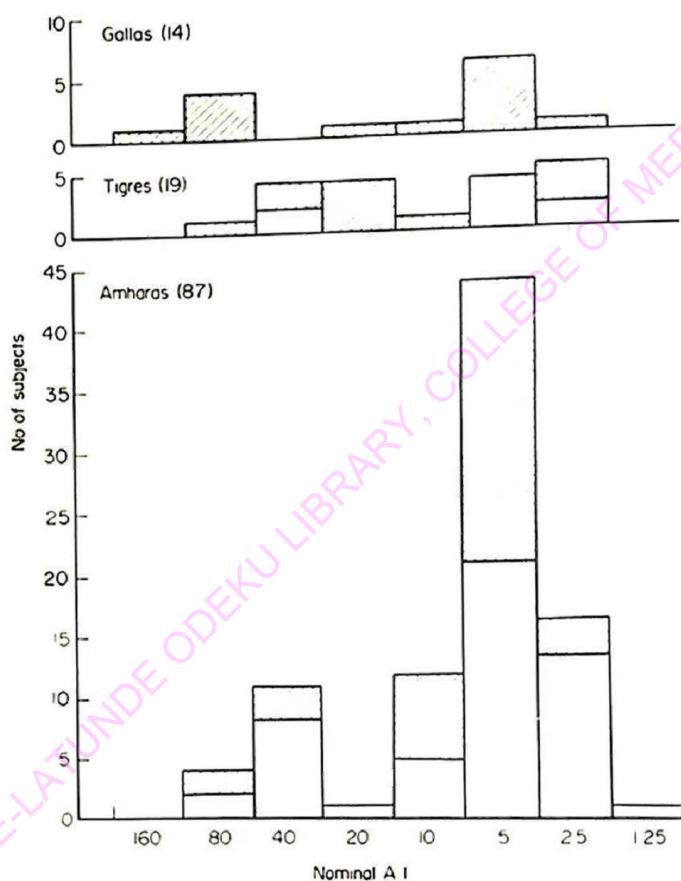 Gallas (14)
10
5
0
Tigres (19)
5
0
Amharas (87)
45
40
35
30
25
20
15
10
5
0
No of subjects
160 80 40 20 10 5 2 5 1 25
Nominal A I
E-LATUNDE ODEKU LIBRARY, COLLEGE OF MED